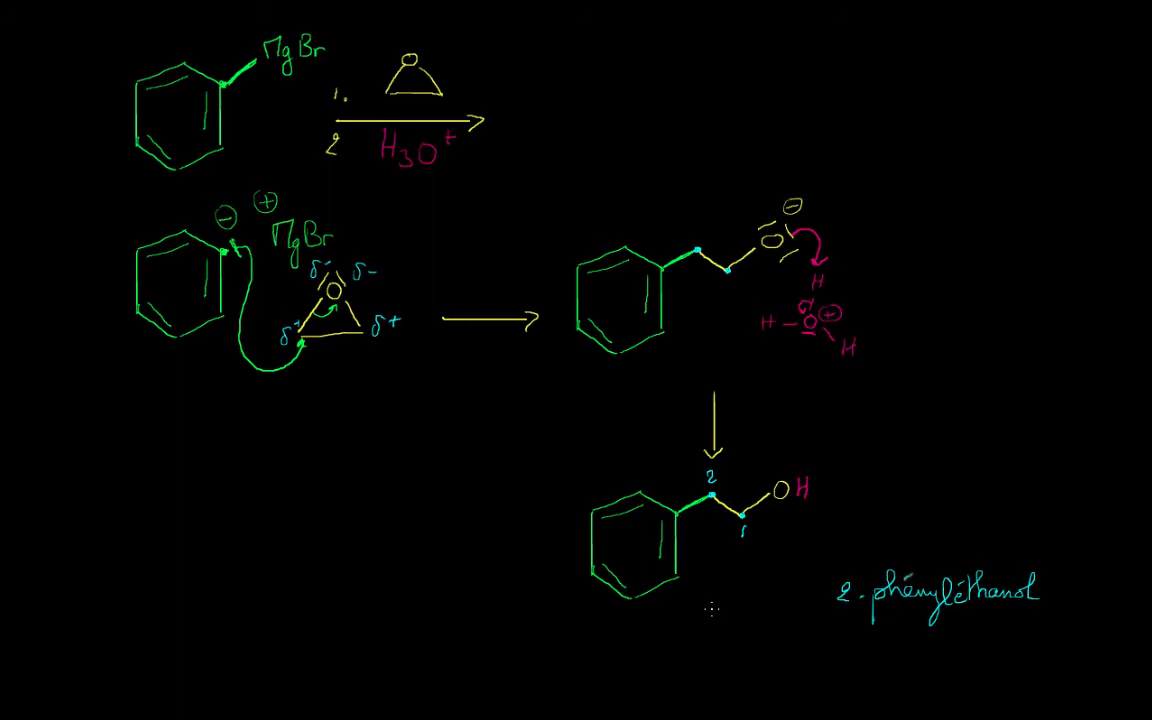 MgBr
O
1.
2
H3O+
⊖ ⊕
MgBr
δ- δ-
O
δ+ δ+
O ⊖
H
H - O ⊕
H
2
OH
1
2-phényléthanol